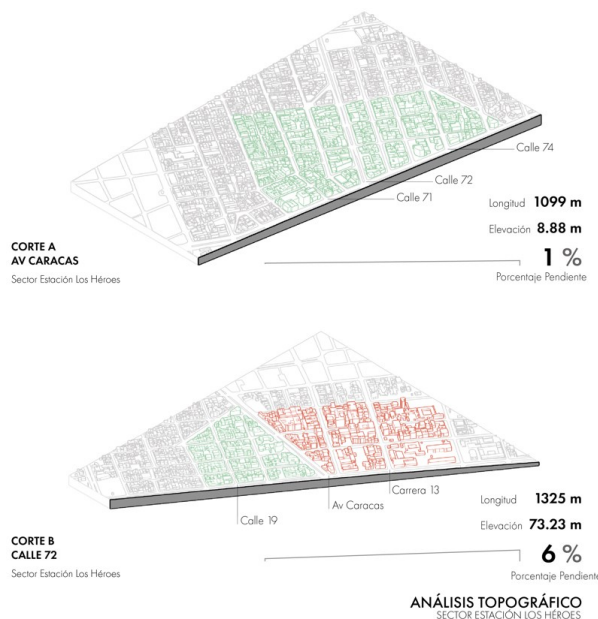 Calle 74
Calle 72
Calle 71
Longitud 1099 m
Elevación 8.88 m
1 %
Porcentaje Pendiente
CORTE A
AV CARACAS
Sector Estación Los Héroes
Carrera 13
Av Caracas
Calle 19
Longitud 1325 m
Elevación 73.23 m
6 %
Porcentaje Pendiente
CORTE B
CALLE 72
Sector Estación Los Héroes
ANÁLISIS TOPOGRÁFICO
SECTOR ESTACIÓN LOS HÉROES